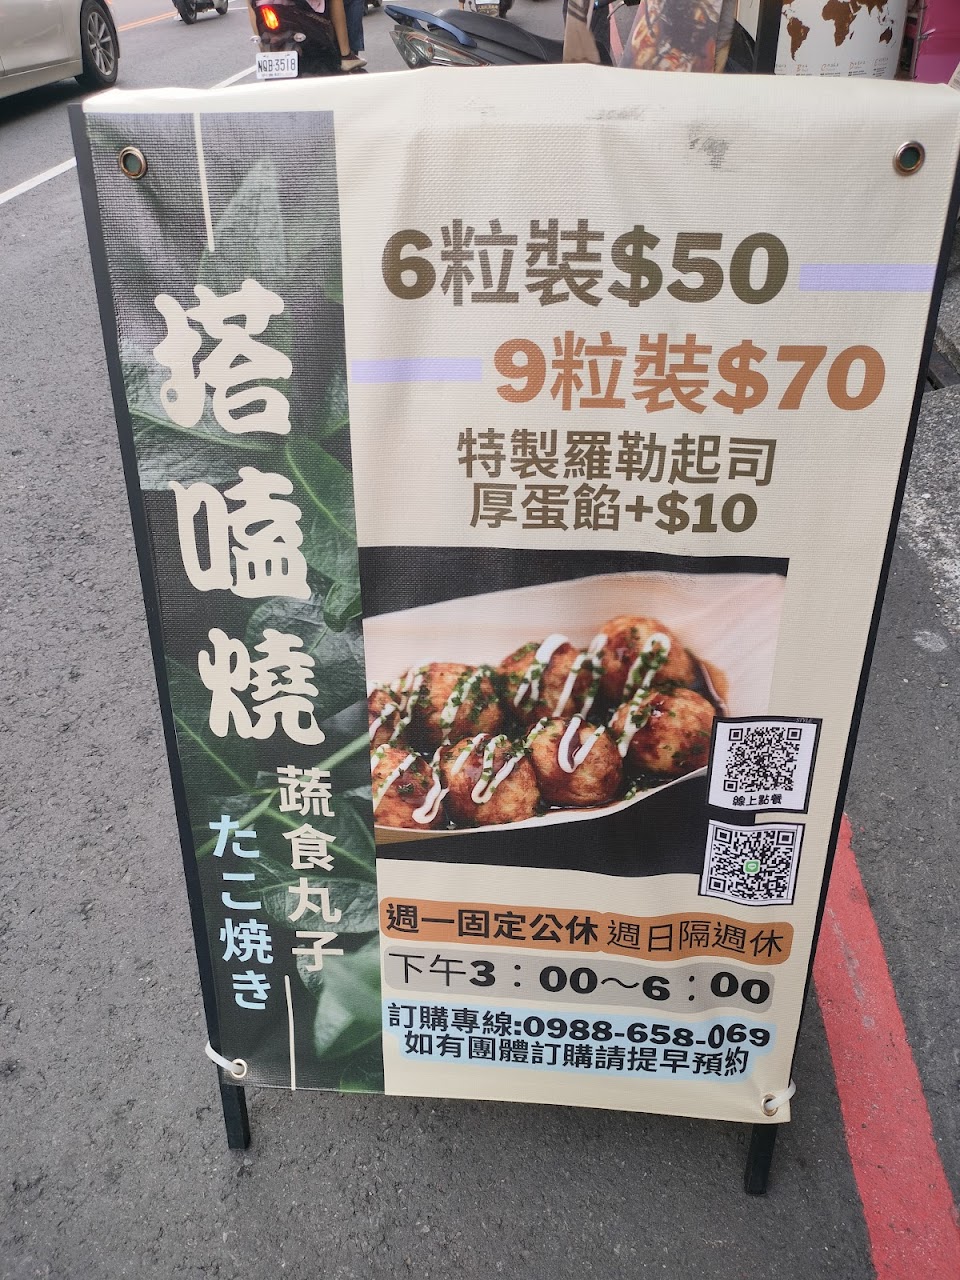 NQB-3518
塔嗑燒
蔬食丸子
たこ焼き
6粒裝$50
9粒裝$70
特製羅勒起司
厚蛋餡+$10
線上點餐
週一固定公休 週日隔週休
下午3：00～6：00
訂購專線:0988-658-069
如有團體訂購請提早預約